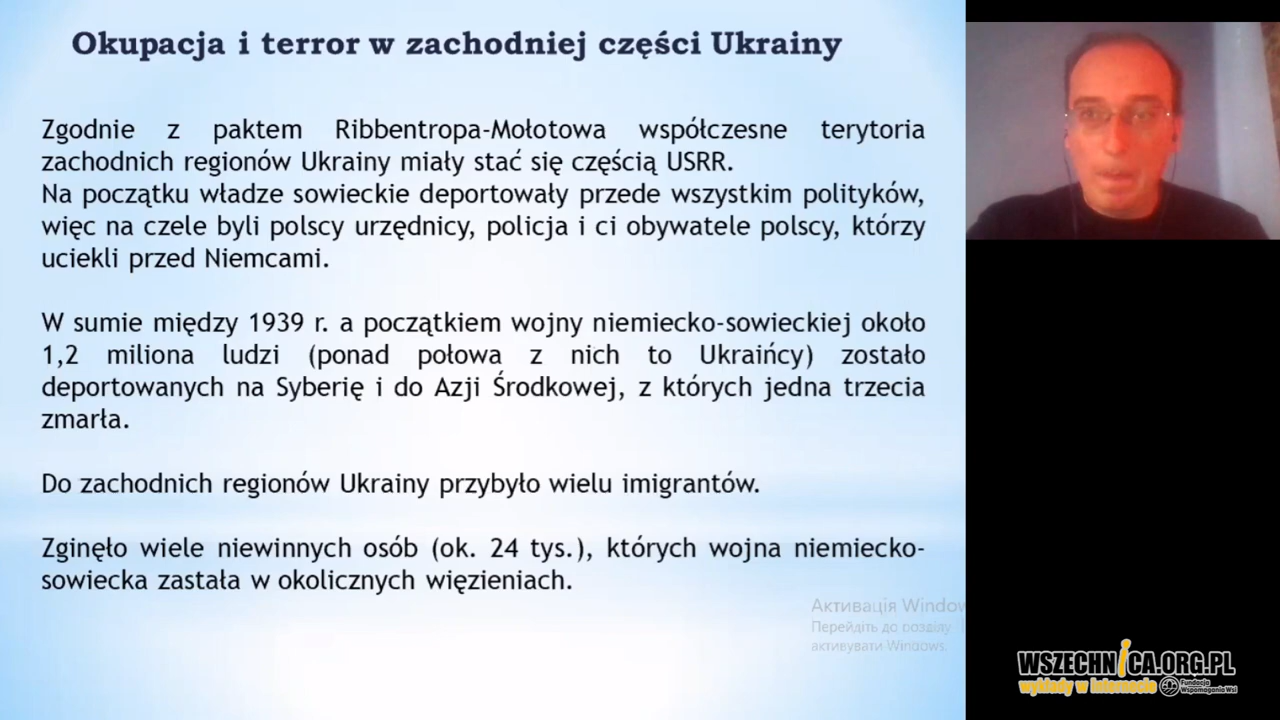 Okupacja i terror w zachodniej części Ukrainy
Zgodnie z paktem Ribbentropa-Mołotowa współczesne terytoria
zachodnich regionów Ukrainy miały stać się częścią USRR.
Na początku władze sowieckie deportowały przede wszystkim polityków,
więc na czele byli polscy urzędnicy, policja i ci obywatele polscy, którzy
uciekli przed Niemcami.
W sumie między 1939 r. a początkiem wojny niemiecko-sowieckiej około
1,2 miliona ludzi (ponad połowa z nich to Ukraińcy) zostało
deportowanych na Syberię i do Azji Środkowej, z których jedna trzecia
zmarła.
Do zachodnich regionów Ukrainy przybyło wielu imigrantów.
Zginęło wiele niewinnych osób (ok. 24 tys.), których wojna niemiecko-
sowiecka zastała w okolicznych więzieniach.
Активація Window
Перейдіть до розділу
активувати Windows.
WSZECHNICA.ORG.PL
wykłady w internecie
Fundacja
Wspomagania Wsi